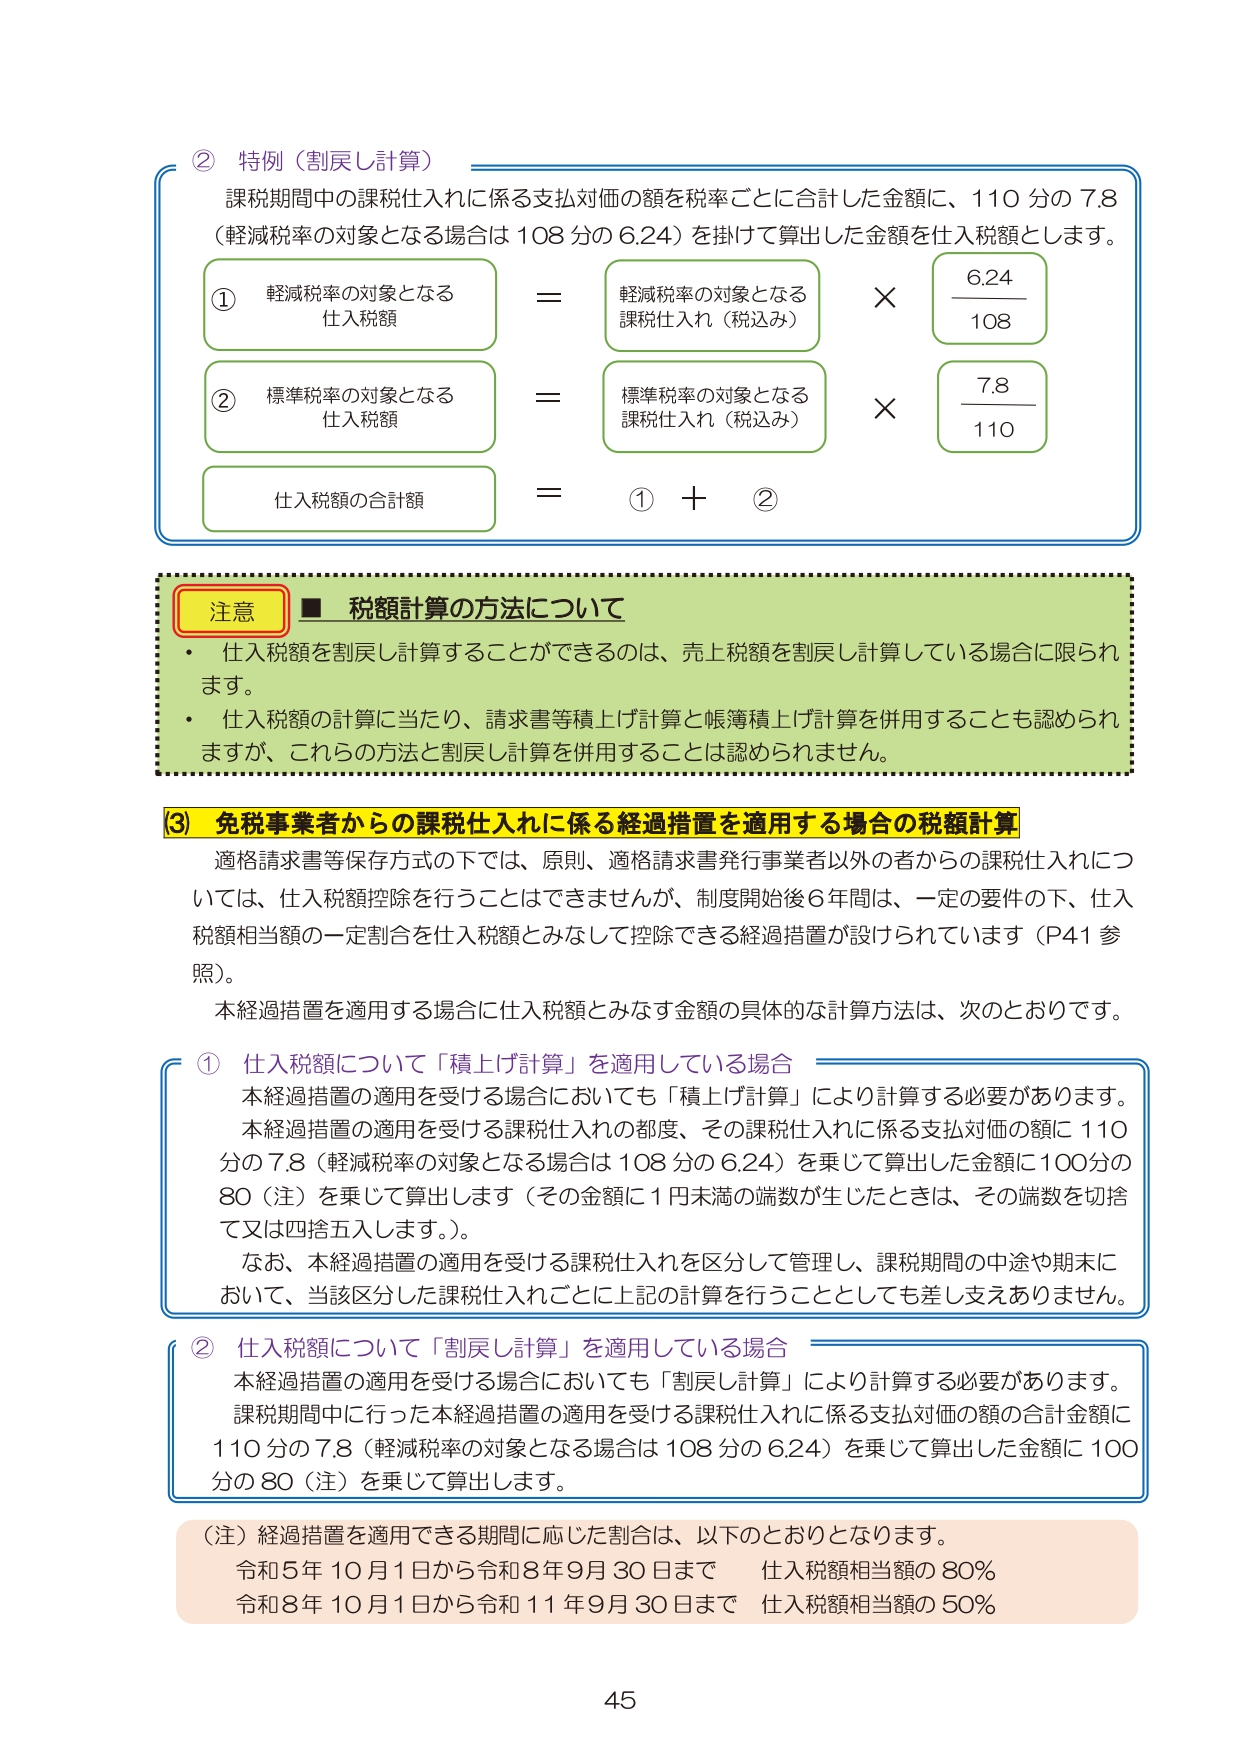 ② 特例（割戻し計算）
課税期間中の課税仕入れに係る支払対価の額を税率ごとに合計した金額に、110 分の 7.8
（軽減税率の対象となる場合は 108 分の 6.24）を掛けて算出した金額を仕入税額とします。
① 軽減税率の対象となる
仕入税額
＝
軽減税率の対象となる
課税仕入れ（税込み）
×
6.24
108
② 標準税率の対象となる
仕入税額
＝
標準税率の対象となる
課税仕入れ（税込み）
×
7.8
110
仕入税額の合計額
＝ ① ＋ ②
注意 ■ 税額計算の方法について
・ 仕入税額を割戻し計算することができるのは、売上税額を割戻し計算している場合に限られ
ます。
・ 仕入税額の計算に当たり、請求書等積上げ計算と帳簿積上げ計算を併用することも認められ
ますが、これらの方法と割戻し計算を併用することは認められません。
⑶ 免税事業者からの課税仕入れに係る経過措置を適用する場合の税額計算
適格請求書等保存方式の下では、原則、適格請求書発行事業者以外の者からの課税仕入れにつ
いては、仕入税額控除を行うことはできませんが、制度開始後６年間は、一定の要件の下、仕入
税額相当額の一定割合を仕入税額とみなして控除できる経過措置が設けられています（P41 参
照）。
本経過措置を適用する場合に仕入税額とみなす金額の具体的な計算方法は、次のとおりです。
① 仕入税額について「積上げ計算」を適用している場合
本経過措置の適用を受ける場合においても「積上げ計算」により計算する必要があります。
本経過措置の適用を受ける課税仕入れの都度、その課税仕入れに係る支払対価の額に 110
分の 7.8（軽減税率の対象となる場合は 108 分の 6.24）を乗じて算出した金額に100分の
80（注）を乗じて算出します（その金額に１円未満の端数が生じたときは、その端数を切捨
て又は四捨五入します。）。
なお、本経過措置の適用を受ける課税仕入れを区分して管理し、課税期間の中途や期末に
おいて、当該区分した課税仕入れごとに上記の計算を行うこととしても差し支えありません。
② 仕入税額について「割戻し計算」を適用している場合
本経過措置の適用を受ける場合においても「割戻し計算」により計算する必要があります。
課税期間中に行った本経過措置の適用を受ける課税仕入れに係る支払対価の額の合計金額に
110 分の 7.8（軽減税率の対象となる場合は 108 分の 6.24）を乗じて算出した金額に 100
分の 80（注）を乗じて算出します。
（注）経過措置を適用できる期間に応じた割合は、以下のとおりとなります。
令和５年 10 月１日から令和８年９月 30 日まで 仕入税額相当額の 80％
令和８年 10 月１日から令和 11 年９月 30 日まで 仕入税額相当額の 50％
45